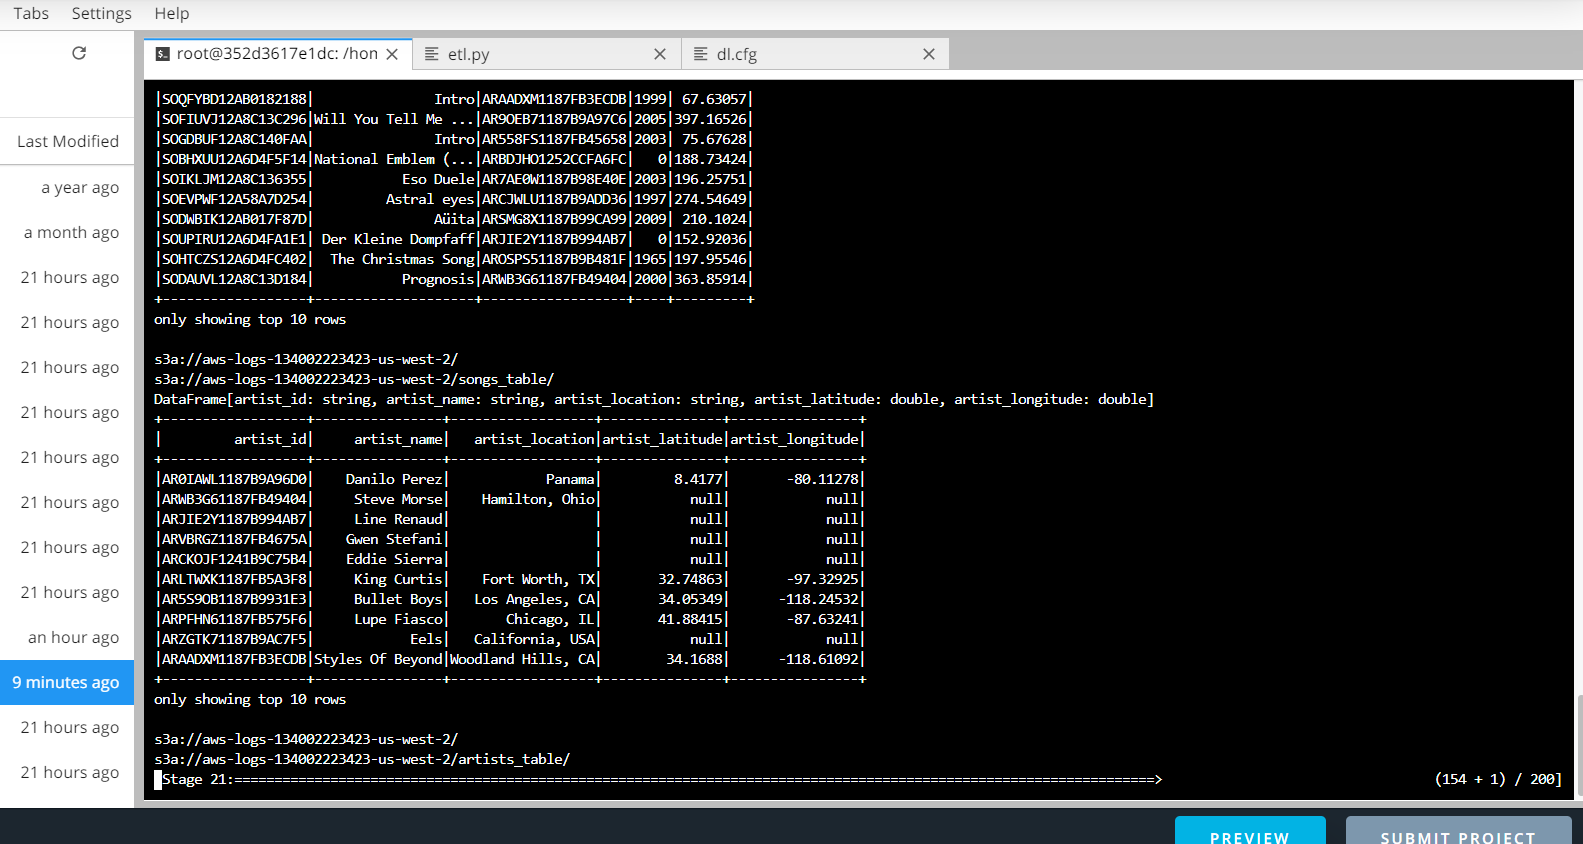 Tabs Settings Help
root@352d3617e1dc: /hon etl.py dl.cfg
Last Modified
a year ago
a month ago
21 hours ago
21 hours ago
21 hours ago
21 hours ago
21 hours ago
21 hours ago
21 hours ago
21 hours ago
an hour ago
9 minutes ago
21 hours ago
21 hours ago
|SOQFYBD12AB0182188|               Intro|ARAADXM1187FB3ECDB|1999| 67.63057|
|SOFIUVJ12A8C13C296|Will You Tell Me ...|AR9OEB71187B9A97C6|2005|397.16526|
|SOGDBUF12A8C140FAA|               Intro|AR558FS1187FB45658|2003| 75.67628|
|SOBHXUU12A6D4F5F14|National Emblem (...|ARBDJHO1252CCFA6FC|   0|188.73424|
|SOIKLJM12A8C136355|           Eso Duele|AR7AE0W1187B98E40E|2003|196.25751|
|SOEVPWF12A58A7D254|         Astral eyes|ARCJWLU1187B9ADD36|1997|274.54649|
|SODWBIK12AB017F87D|               Aüita|ARSMG8X1187B99CA99|2009| 210.1024|
|SOUPIRU12A6D4FA1E1| Der Kleine Dompfaff|ARJIE2Y1187B994AB7|   0|152.92036|
|SOHTCZS12A6D4FC402|  The Christmas Song|AROSPS51187B9B481F|1965|197.95546|
|SODAUVL12A8C13D184|           Prognosis|ARWB3G61187FB49404|2000|363.85914|
+------------------+--------------------+------------------+----+---------+
only showing top 10 rows
s3a://aws-logs-134002223423-us-west-2/
s3a://aws-logs-134002223423-us-west-2/songs_table/
DataFrame[artist_id: string, artist_name: string, artist_location: string, artist_latitude: double, artist_longitude: double]
+------------------+----------------+------------------+---------------+----------------+
|         artist_id|     artist_name|   artist_location|artist_latitude|artist_longitude|
+------------------+----------------+------------------+---------------+----------------+
|AR0IAWL1187B9A96D0|    Danilo Perez|            Panama|         8.4177|       -80.11278|
|ARWB3G61187FB49404|     Steve Morse|    Hamilton, Ohio|           null|            null|
|ARJIE2Y1187B994AB7|     Line Renaud|                  |           null|            null|
|ARVBRGZ1187FB4675A|    Gwen Stefani|                  |           null|            null|
|ARCKOJF1241B9C75B4|    Eddie Sierra|                  |           null|            null|
|ARLTWXK1187FB5A3F8|     King Curtis|    Fort Worth, TX|       32.74863|       -97.32925|
|AR5S9OB1187B9931E3|     Bullet Boys|   Los Angeles, CA|       34.05349|      -118.24532|
|ARPFHN61187FB575F6|     Lupe Fiasco|       Chicago, IL|       41.88415|       -87.63241|
|ARZGTK71187B9AC7F5|            Eels|   California, USA|           null|            null|
|ARAADXM1187FB3ECDB|Styles Of Beyond|Woodland Hills, CA|        34.1688|      -118.61092|
+------------------+----------------+------------------+---------------+----------------+
only showing top 10 rows
s3a://aws-logs-134002223423-us-west-2/
s3a://aws-logs-134002223423-us-west-2/artists_table/
Stage 21:===================================================================================================================> (154 + 1) / 200]
PREVIEW SUBMIT PROJECT